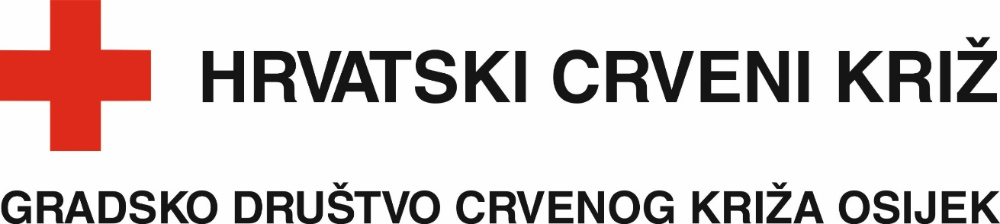 HRVATSKI CRVENI KRIŽ
GRADSKO DRUŠTVO CRVENOG KRIŽA OSIJEK